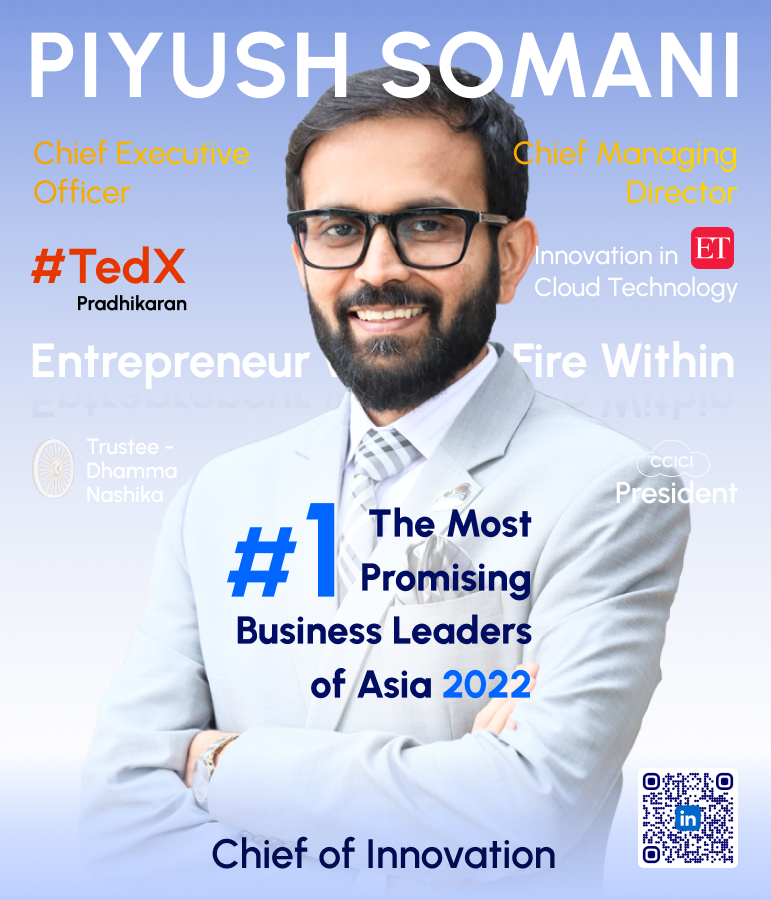 PIYUSH SOMANI
Chief Executive
Officer
Chief Managing
Director
#TedX
Pradhikaran
Innovation in ET
Cloud Technology
Entrepreneur Fire Within
Trustee -
Dhamma
Nashika
CCICI
President
#1 The Most
Promising
Business Leaders
of Asia 2022
in
Chief of Innovation